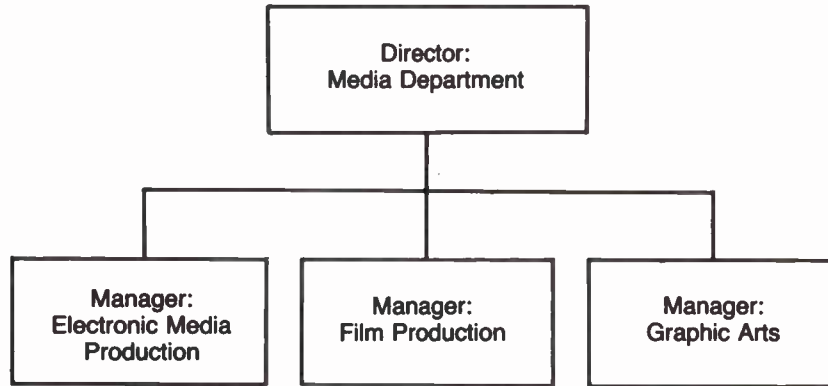 Director:
Media Department
Manager:
Electronic Media
Production
Manager:
Film Production
Manager:
Graphic Arts